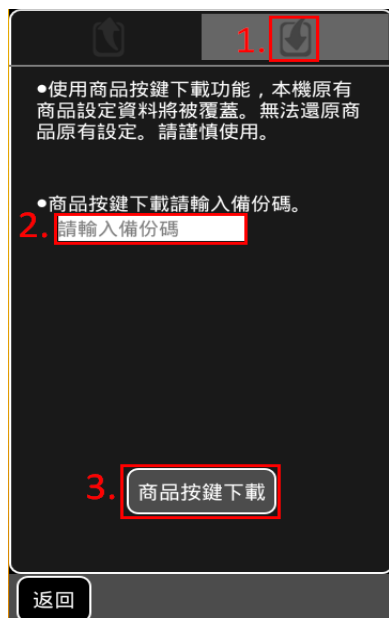 1.
●使用商品按鍵下載功能，本機原有
商品設定資料將被覆蓋。無法還原商
品原有設定。請謹慎使用。
●商品按鍵下載請輸入備份碼。
2. 請輸入備份碼
3. 商品按鍵下載
返回